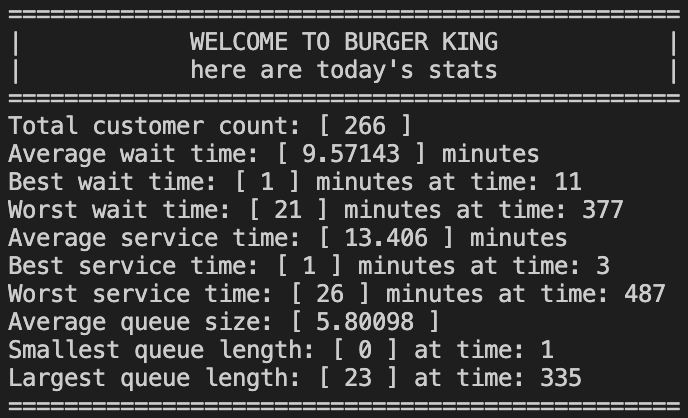 ================================================
|            WELCOME TO BURGER KING            |
|            here are today's stats            |
================================================
Total customer count: [ 266 ]
Average wait time: [ 9.57143 ] minutes
Best wait time: [ 1 ] minutes at time: 11
Worst wait time: [ 21 ] minutes at time: 377
Average service time: [ 13.406 ] minutes
Best service time: [ 1 ] minutes at time: 3
Worst service time: [ 26 ] minutes at time: 487
Average queue size: [ 5.80098 ]
Smallest queue length: [ 0 ] at time: 1
Largest queue length: [ 23 ] at time: 335
================================================